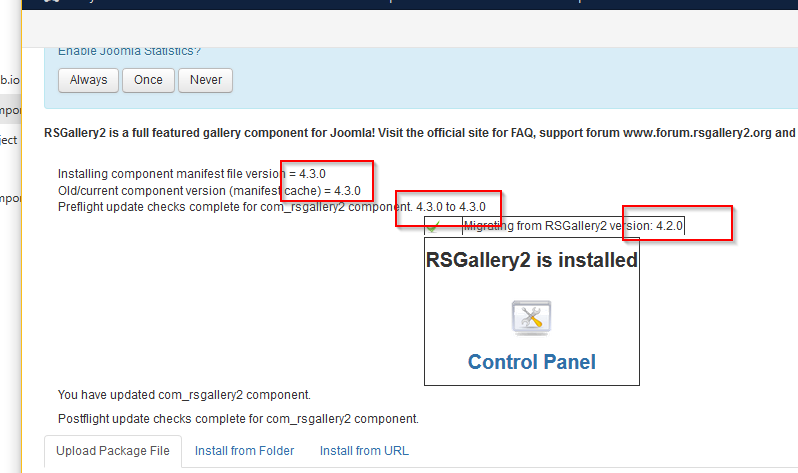 b.io
Enable Joomla Statistics?
Always Once Never
RSGallery2 is a full featured gallery component for Joomla! Visit the official site for FAQ, support forum www.forum.rsgallery2.org and
Installing component manifest file version = 4.3.0
Old/current component version (manifest cache) = 4.3.0
Preflight update checks complete for com_rsgallery2 component. 4.3.0 to 4.3.0
Migrating from RSGallery2 version: 4.2.0
RSGallery2 is installed
Control Panel
You have updated com_rsgallery2 component.
Postflight update checks complete for com_rsgallery2 component.
Upload Package File Install from Folder Install from URL